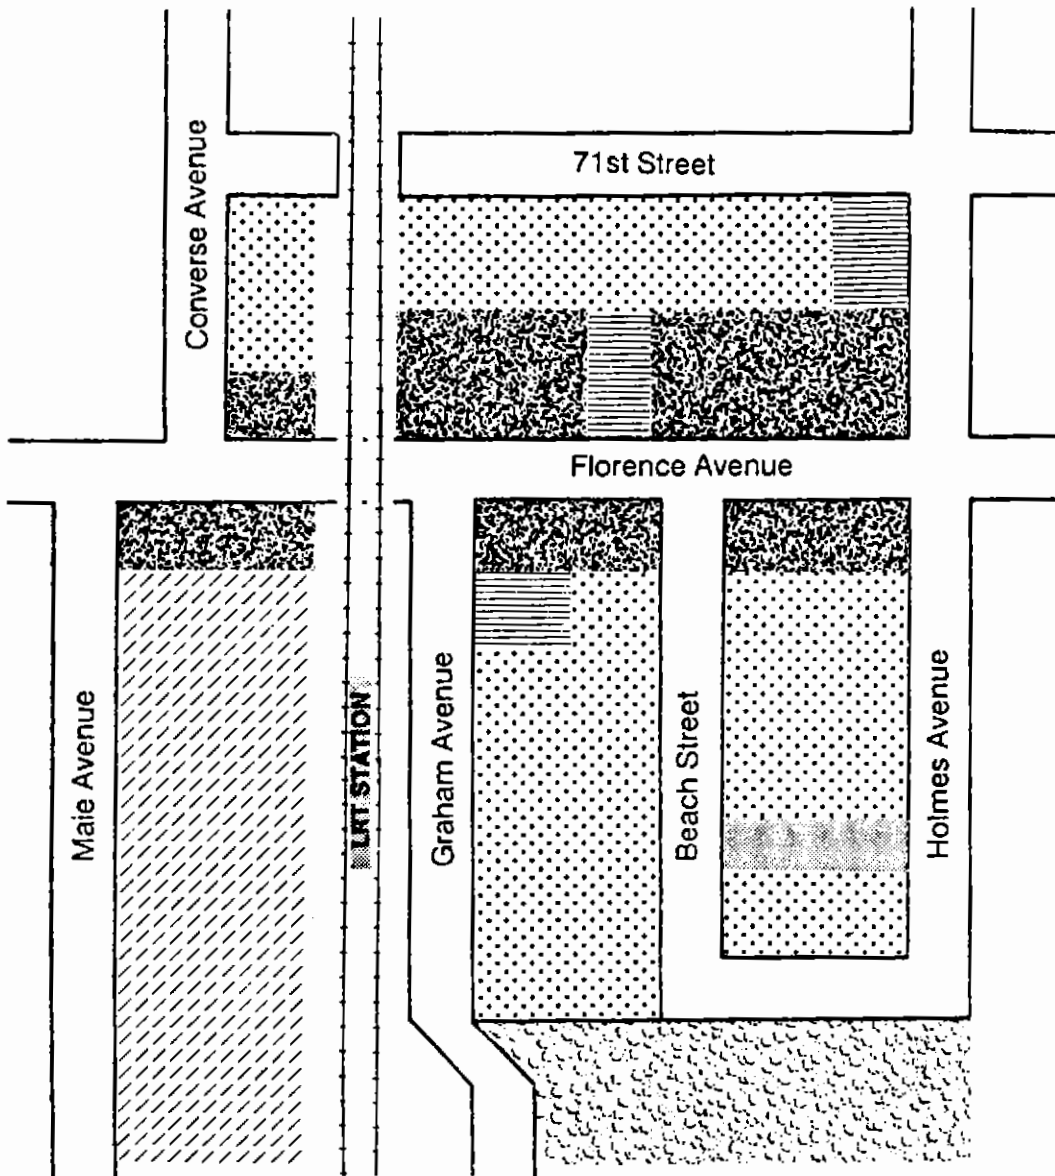 71st Street
Converse Avenue
Florence Avenue
Maie Avenue
LRT STATION
Graham Avenue
Beach Street
Holmes Avenue